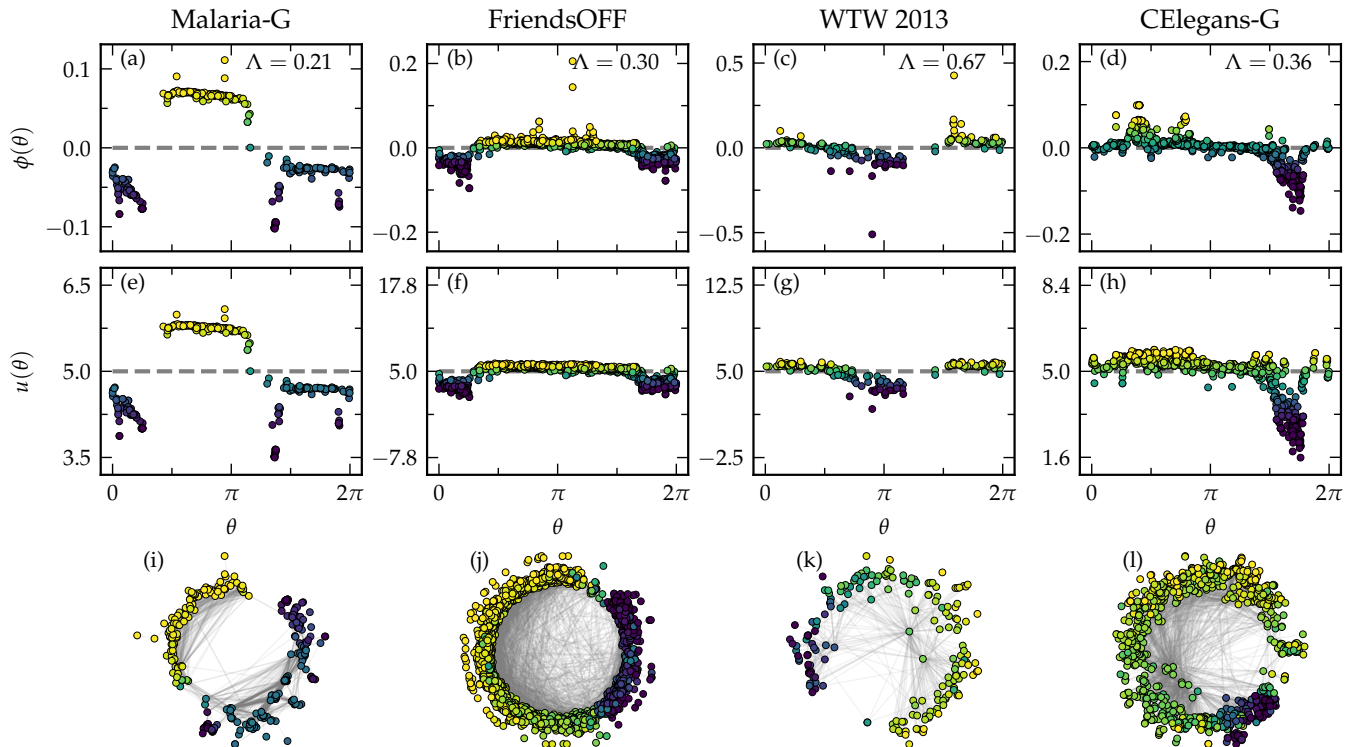 Malaria-G FriendsOFF WTW 2013 CElegans-G
(a) Λ = 0.21 (b) Λ = 0.30 (c) Λ = 0.67 (d) Λ = 0.36
0.1 0.2 0.5 0.2
ϕ(θ) 0.0 0.0 0.0 0.0
−0.1 −0.2 −0.5 −0.2
(e) (f) (g) (h)
6.5 17.8 12.5 8.4
u(θ) 5.0 5.0 5.0 5.0
3.5 −7.8 −2.5 1.6
0 π 2π 0 π 2π 0 π 2π 0 π 2π
θ θ θ θ
(i) (j) (k) (l)